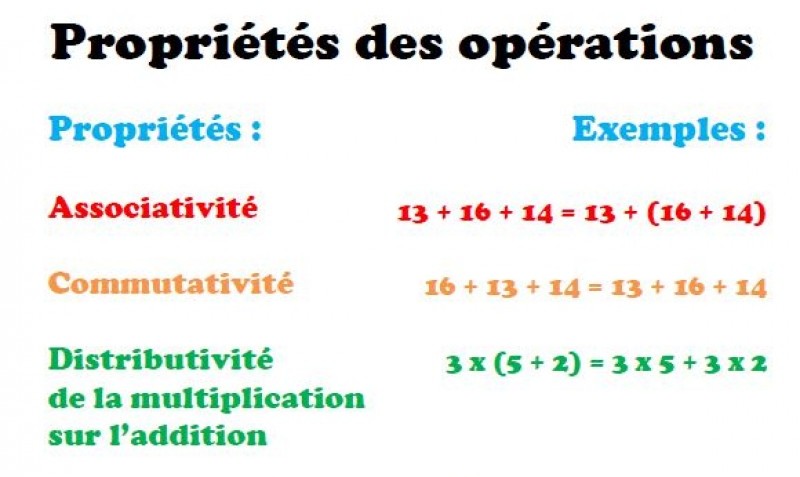 Propriétés des opérations
Propriétés : Exemples :
Associativité 13 + 16 + 14 = 13 + (16 + 14)
Commutativité 16 + 13 + 14 = 13 + 16 + 14
Distributivité 3 x (5 + 2) = 3 x 5 + 3 x 2
de la multiplication
sur l’addition